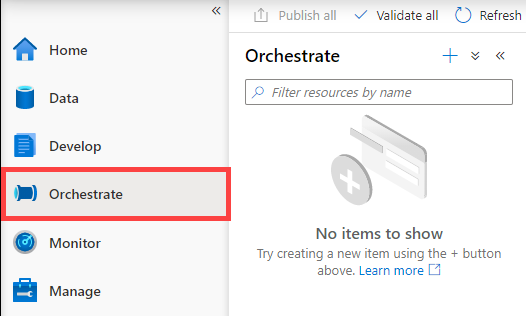 Publish all Validate all Refresh
Home
Data
Develop
Orchestrate
Monitor
Manage
Orchestrate
Filter resources by name
No items to show
Try creating a new item using the + button
above. Learn more